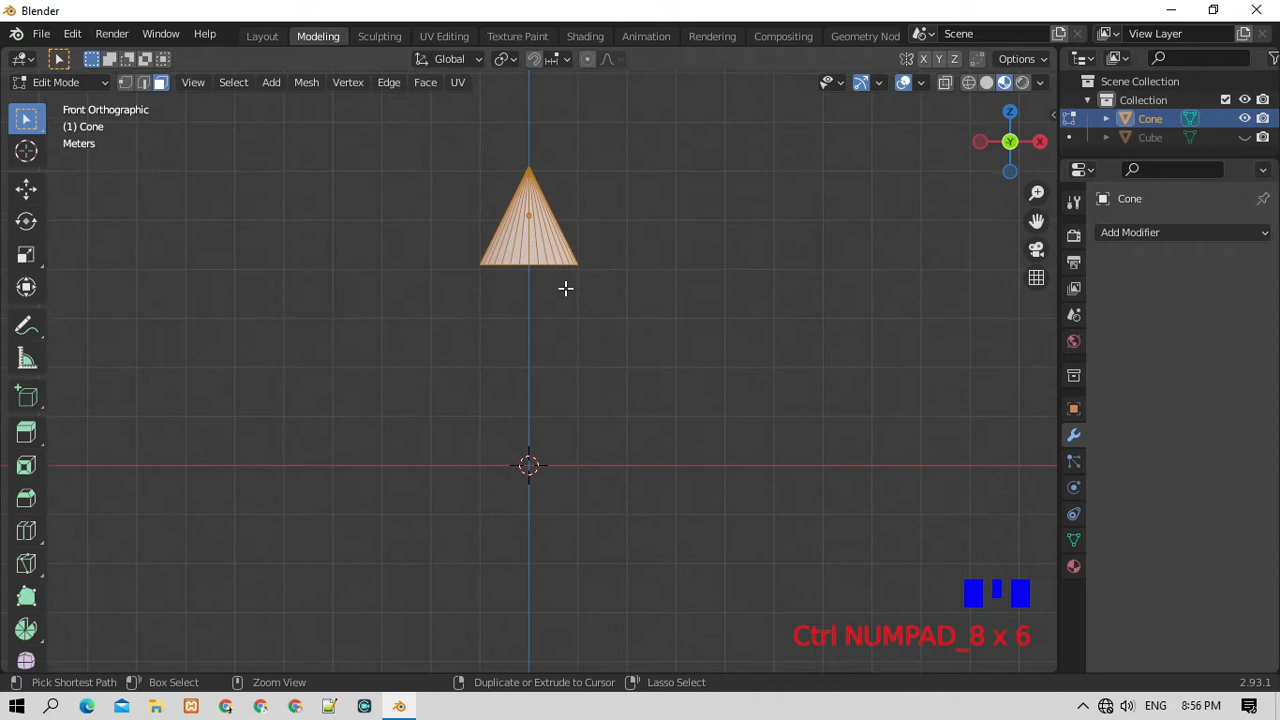 Blender
File Edit Render Window Help Layout Modeling Sculpting UV Editing Texture Paint Shading Animation Rendering Compositing Geometry Nod Scene View Layer
Global X Y Z Options
Edit Mode View Select Add Mesh Vertex Edge Face UV
Scene Collection
Collection
Cone
Cube
Front Orthographic
(1) Cone
Meters
Z
X
-Y
Cone
Add Modifier
Ctrl NUMPAD_8 x 6
Pick Shortest Path Box Select Zoom View Duplicate or Extrude to Cursor Lasso Select 2.93.1
ENG 8:56 PM